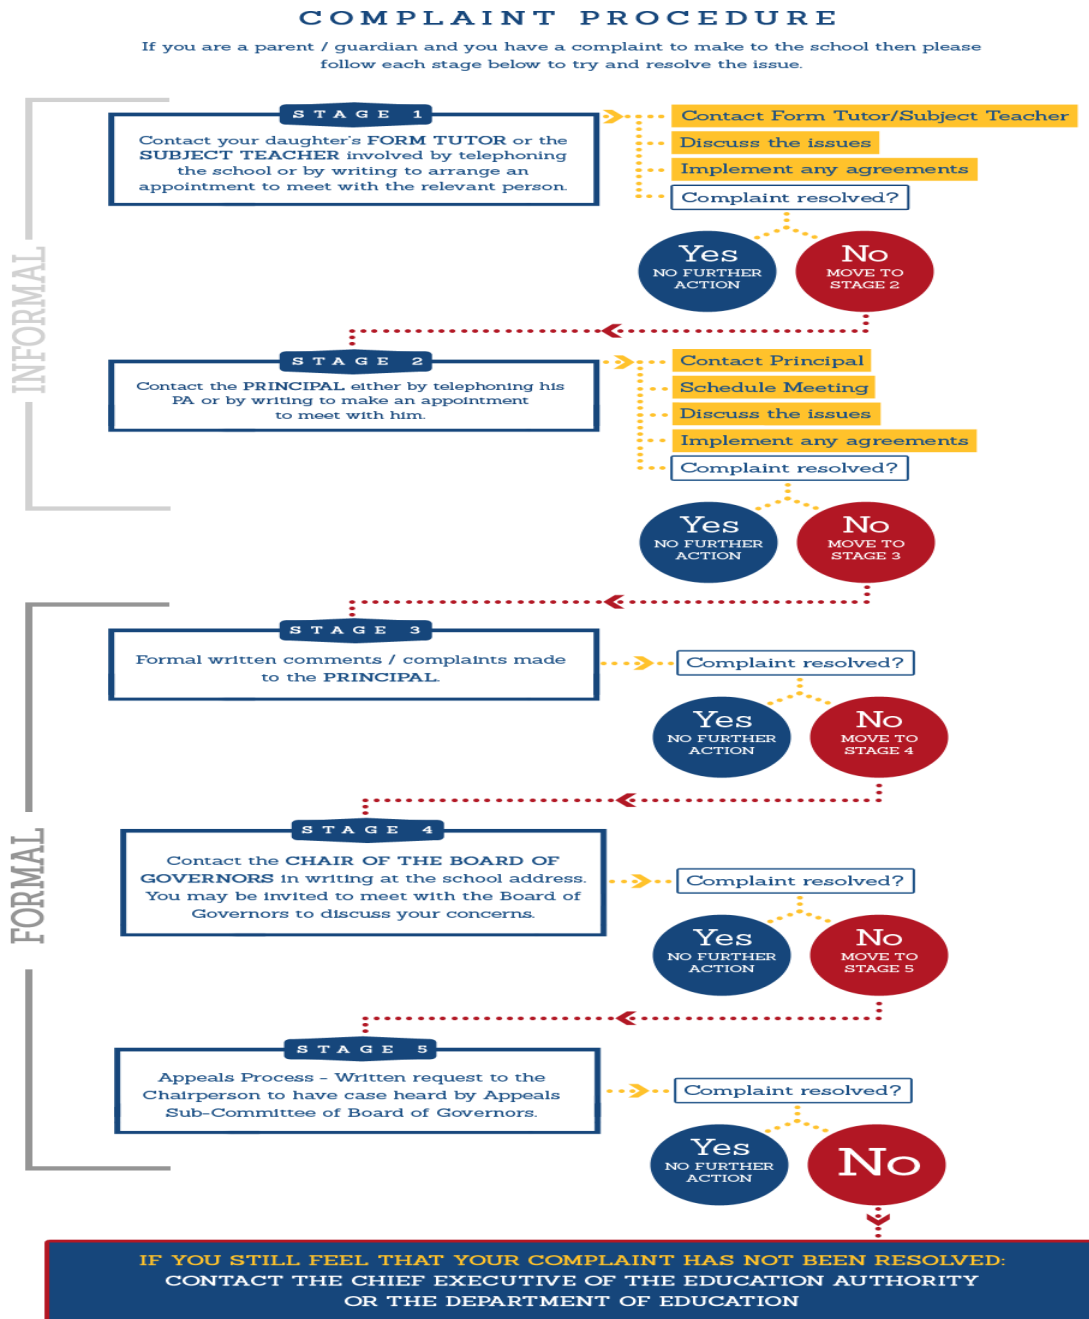 COMPLAINT PROCEDURE
If you are a parent / guardian and you have a complaint to make to the school then please
follow each stage below to try and resolve the issue.
INFORMAL
STAGE 1
Contact your daughter's FORM TUTOR or the
SUBJECT TEACHER involved by telephoning
the school or by writing to arrange an
appointment to meet with the relevant person.
Contact Form Tutor/Subject Teacher
Discuss the issues
Implement any agreements
Complaint resolved?
Yes
NO FURTHER
ACTION
No
MOVE TO
STAGE 2
STAGE 2
Contact the PRINCIPAL either by telephoning his
PA or by writing to make an appointment
to meet with him.
Contact Principal
Schedule Meeting
Discuss the issues
Implement any agreements
Complaint resolved?
Yes
NO FURTHER
ACTION
No
MOVE TO
STAGE 3
FORMAL
STAGE 3
Formal written comments / complaints made
to the PRINCIPAL.
Complaint resolved?
Yes
NO FURTHER
ACTION
No
MOVE TO
STAGE 4
STAGE 4
Contact the CHAIR OF THE BOARD OF
GOVERNORS in writing at the school address.
You may be invited to meet with the Board of
Governors to discuss your concerns.
Complaint resolved?
Yes
NO FURTHER
ACTION
No
MOVE TO
STAGE 5
STAGE 5
Appeals Process - Written request to the
Chairperson to have case heard by Appeals
Sub-Committee of Board of Governors.
Complaint resolved?
Yes
NO FURTHER
ACTION
No
IF YOU STILL FEEL THAT YOUR COMPLAINT HAS NOT BEEN RESOLVED:
CONTACT THE CHIEF EXECUTIVE OF THE EDUCATION AUTHORITY
OR THE DEPARTMENT OF EDUCATION